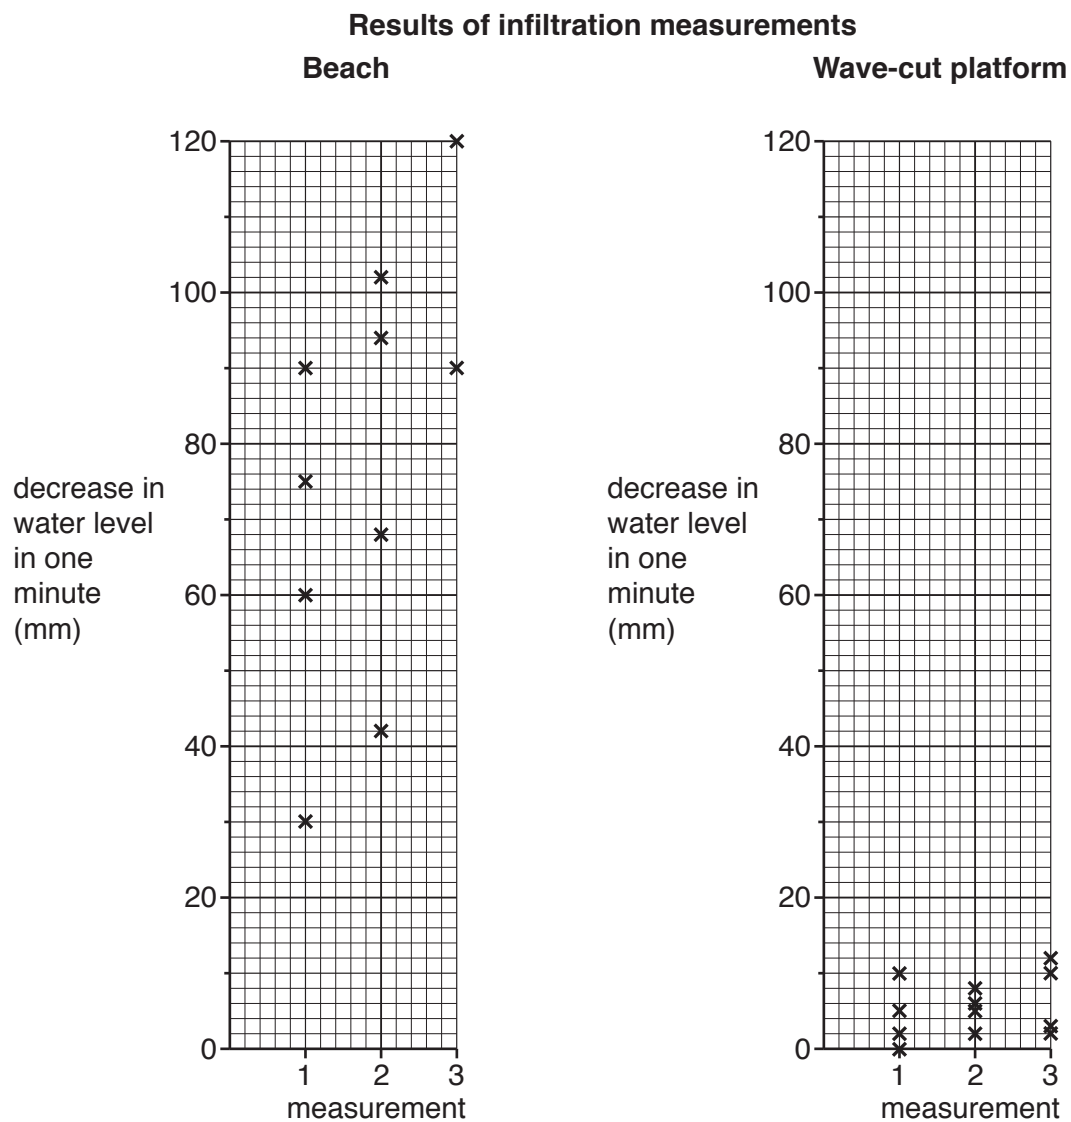 Results of infiltration measurements
Beach
120
100
80
60
40
20
0
decrease in
water level
in one
minute
(mm)
1 2 3
measurement
Wave-cut platform
120
100
80
60
40
20
0
decrease in
water level
in one
minute
(mm)
1 2 3
measurement